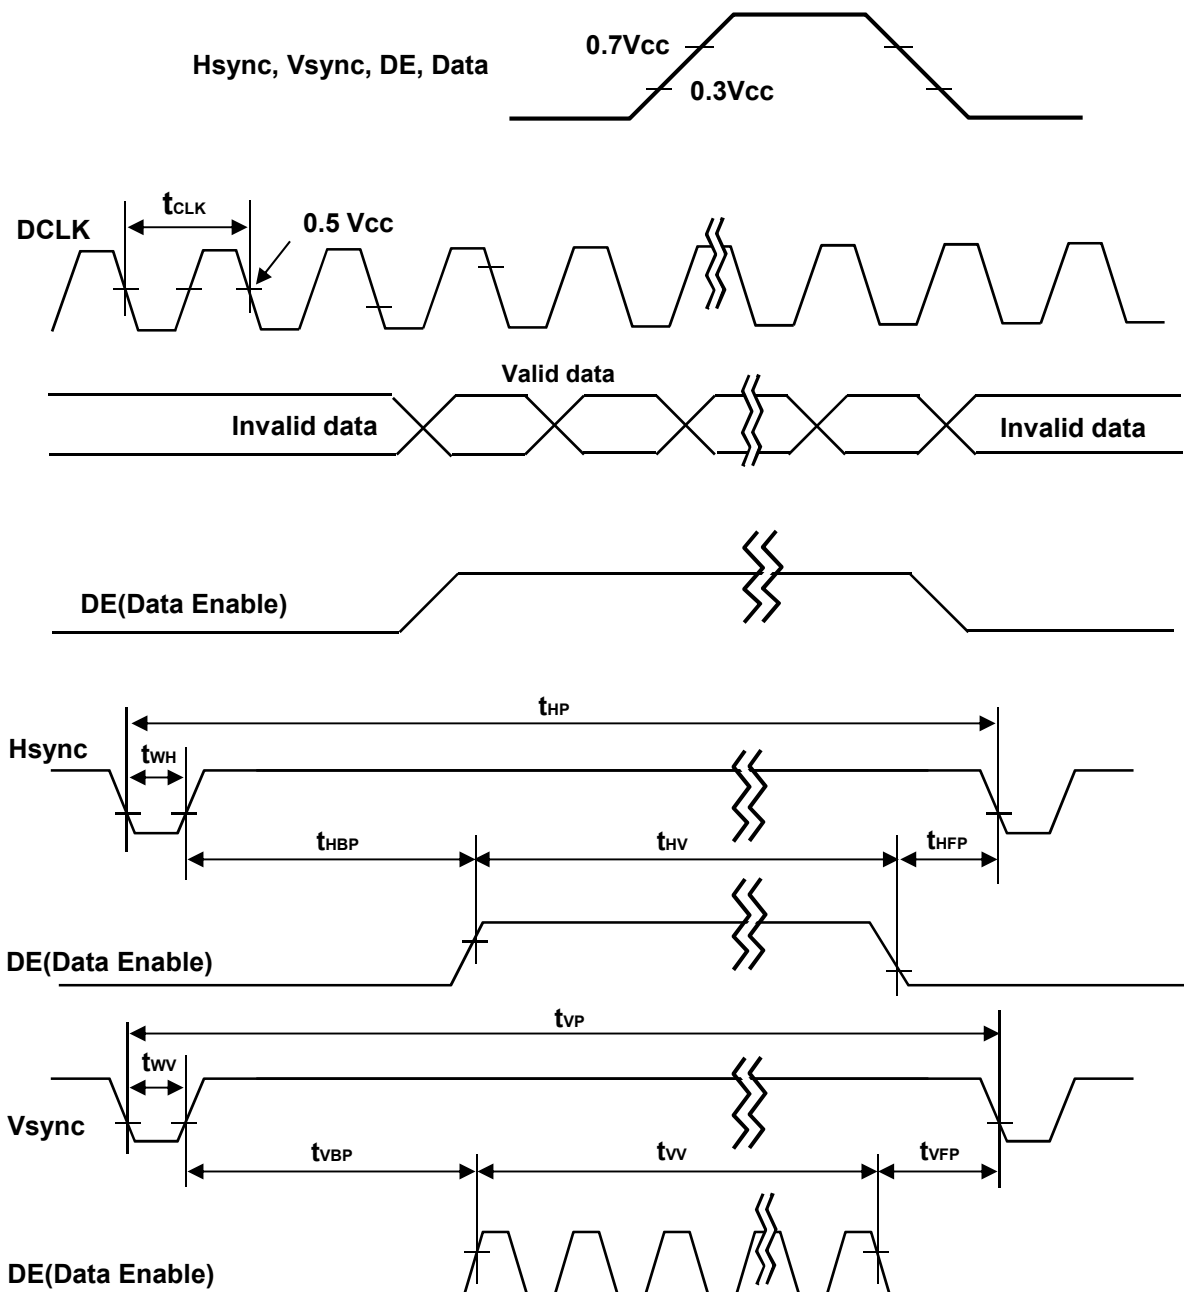 0.7Vcc
Hsync, Vsync, DE, Data
0.3Vcc
tCLK
0.5 Vcc
DCLK
Valid data
Invalid data
Invalid data
DE(Data Enable)
tHP
Hsync
tWH
tHBP
tHV
tHFP
DE(Data Enable)
tVP
tWV
Vsync
tVBP
tVV
tVFP
DE(Data Enable)